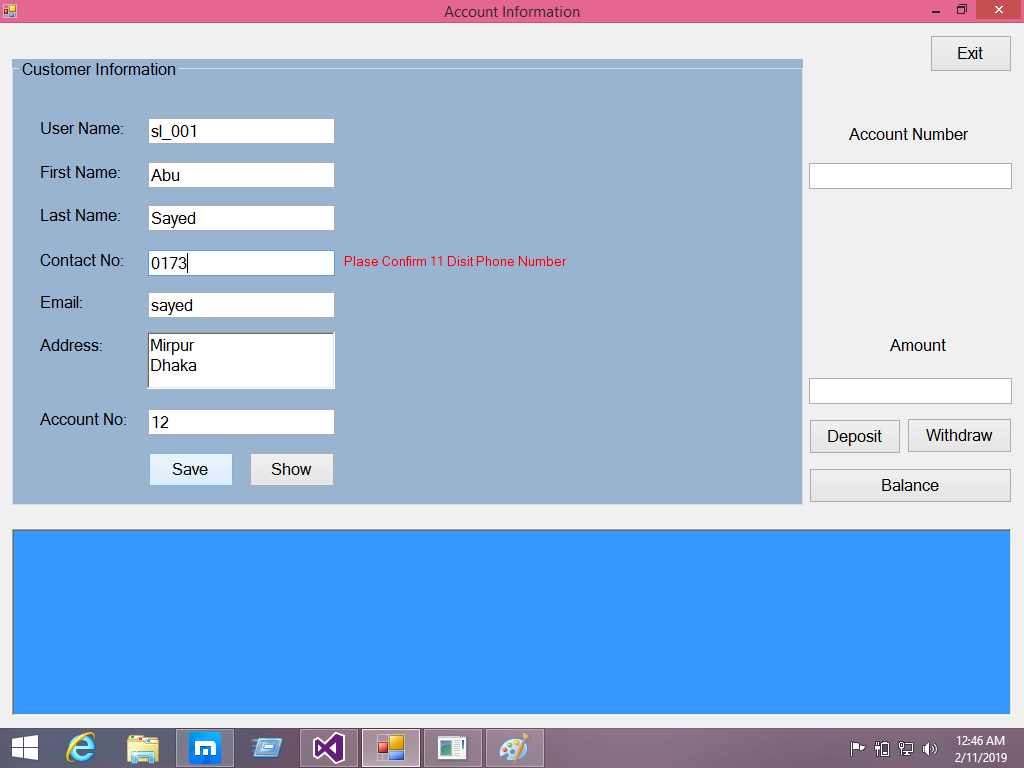 Account Information
Exit
Customer Information
User Name: sl_001
First Name: Abu
Last Name: Sayed
Contact No: 0173 Plase Confirm 11 Disit Phone Number
Email: sayed
Address: Mirpur
Dhaka
Account No: 12
Save Show
Account Number
Amount
Deposit Withdraw
Balance
12:46 AM
2/11/2019